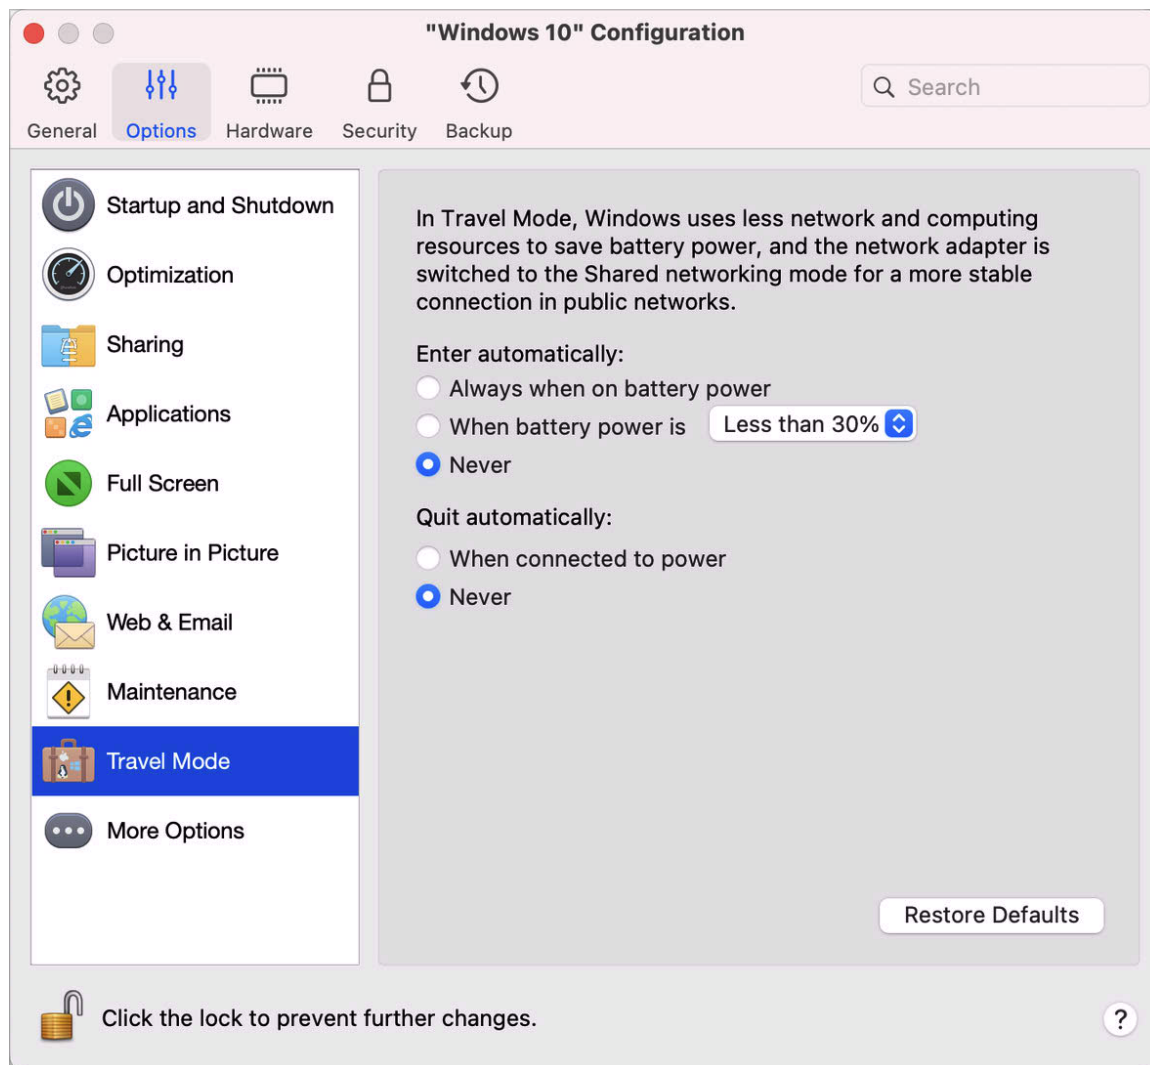 "Windows 10" Configuration
General
Options
Hardware
Security
Backup
Search
Startup and Shutdown
Optimization
Sharing
Applications
Full Screen
Picture in Picture
Web & Email
Maintenance
Travel Mode
More Options
In Travel Mode, Windows uses less network and computing
resources to save battery power, and the network adapter is
switched to the Shared networking mode for a more stable
connection in public networks.
Enter automatically:
Always when on battery power
When battery power is Less than 30%
Never
Quit automatically:
When connected to power
Never
Restore Defaults
Click the lock to prevent further changes.
?